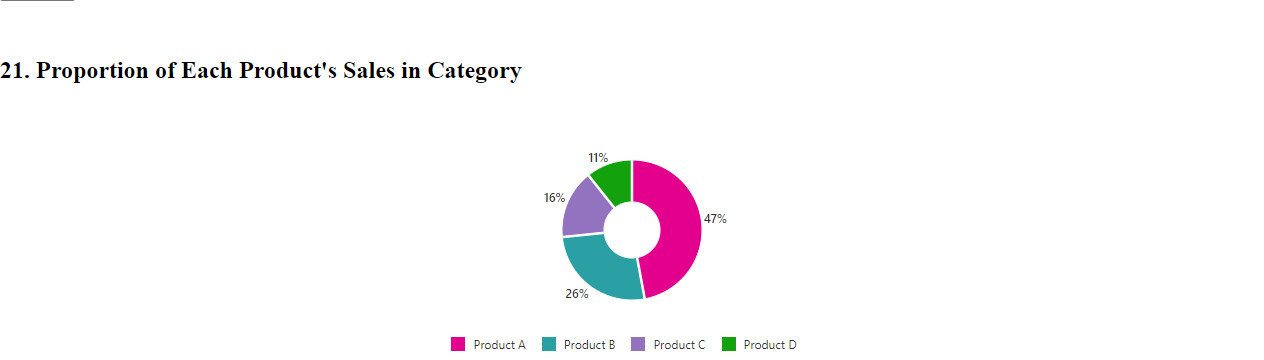 21. Proportion of Each Product's Sales in Category
11%
16%
47%
26%
Product A Product B Product C Product D